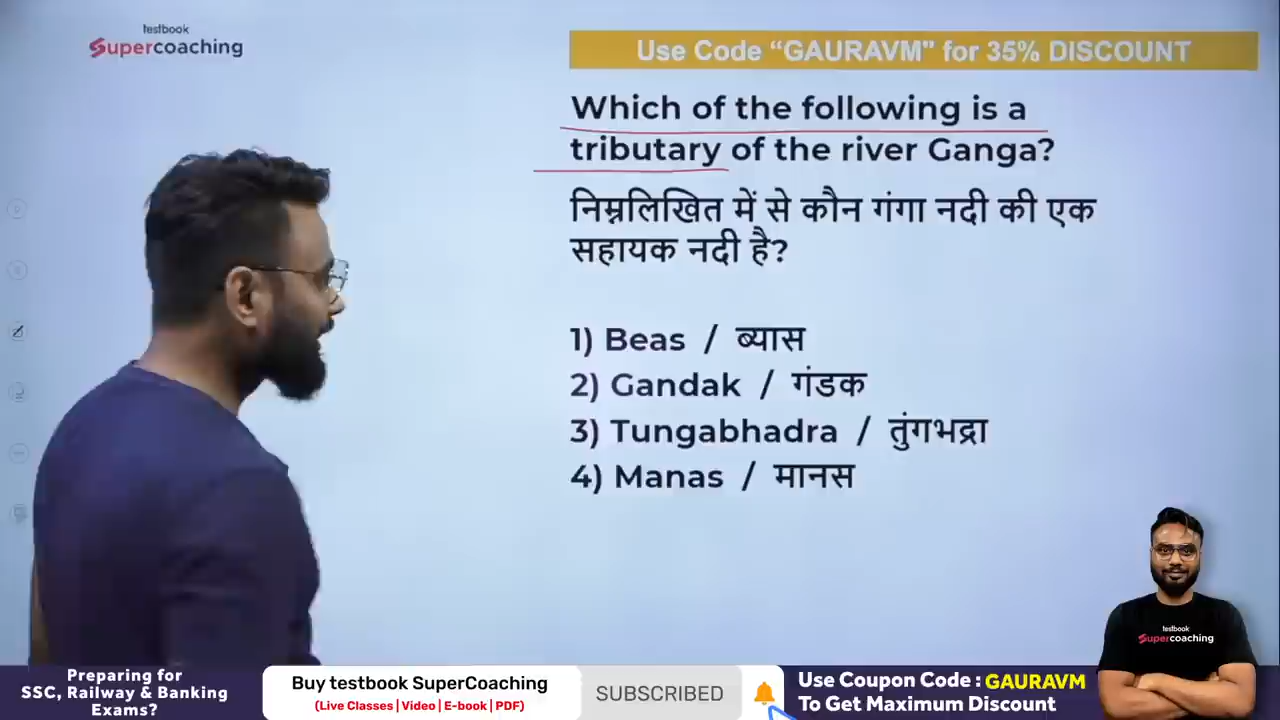 testbook
Supercoaching
Use Code “GAURAVM" for 35% DISCOUNT
Which of the following is a
tributary of the river Ganga?
निम्नलिखित में से कौन गंगा नदी की एक
सहायक नदी है?
1) Beas / ब्यास
2) Gandak / गंडक
3) Tungabhadra / तुंगभद्रा
4) Manas / मानस
testbook
Supercoaching
Preparing for
SSC, Railway & Banking
Exams?
Buy testbook SuperCoaching
(Live Classes | Video | E-book | PDF)
SUBSCRIBED
Use Coupon Code : GAURAVM
To Get Maximum Discount